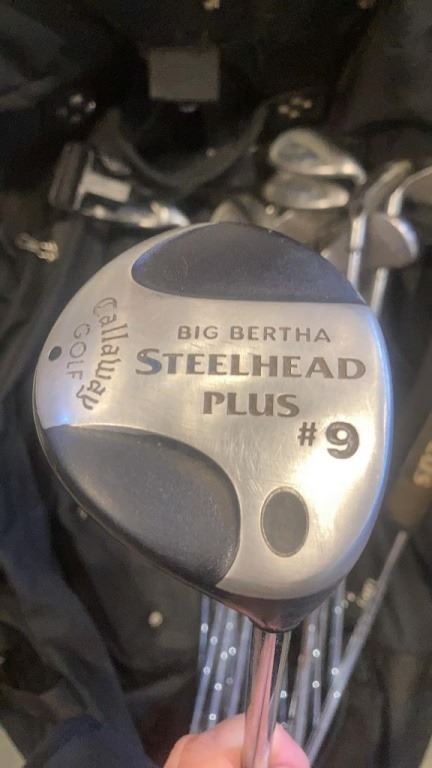 BIG BERTHA
STEELHEAD
PLUS
#9
Callaway
GOLF